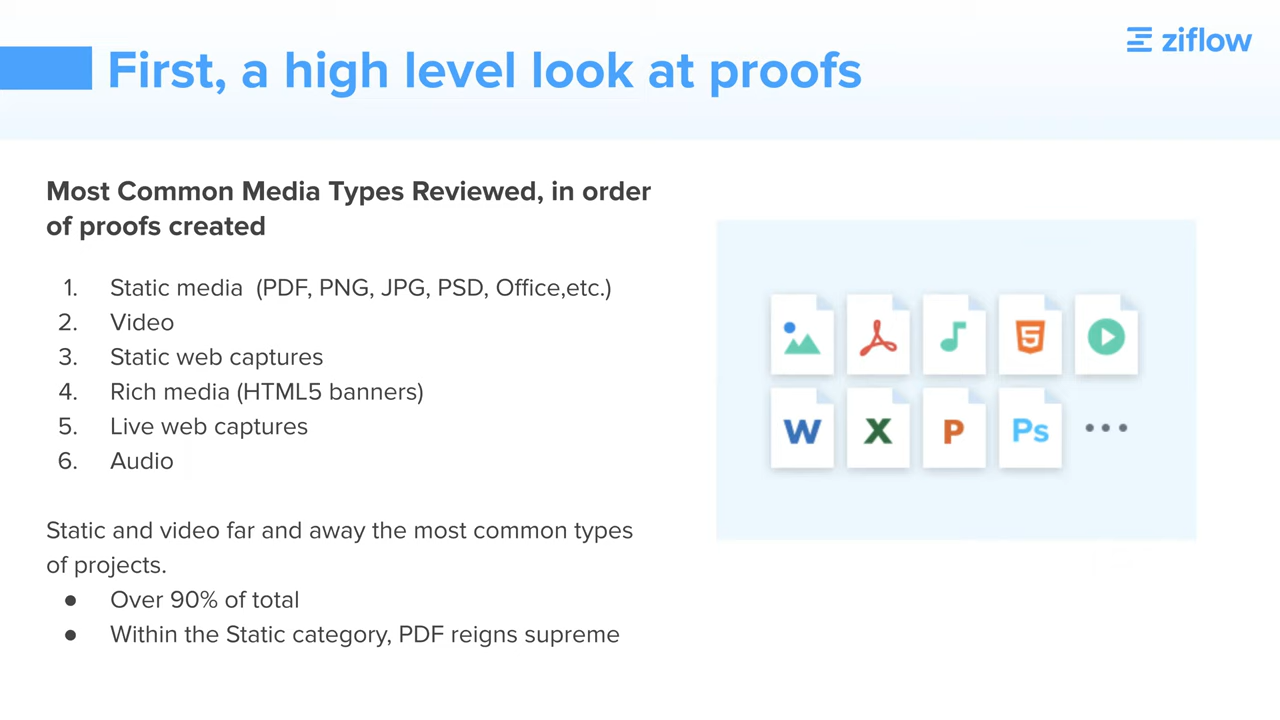 ziflow
First, a high level look at proofs
Most Common Media Types Reviewed, in order
of proofs created
1. Static media (PDF, PNG, JPG, PSD, Office,etc.)
2. Video
3. Static web captures
4. Rich media (HTML5 banners)
5. Live web captures
6. Audio
Static and video far and away the most common types
of projects.
● Over 90% of total
● Within the Static category, PDF reigns supreme
5
W X P Ps